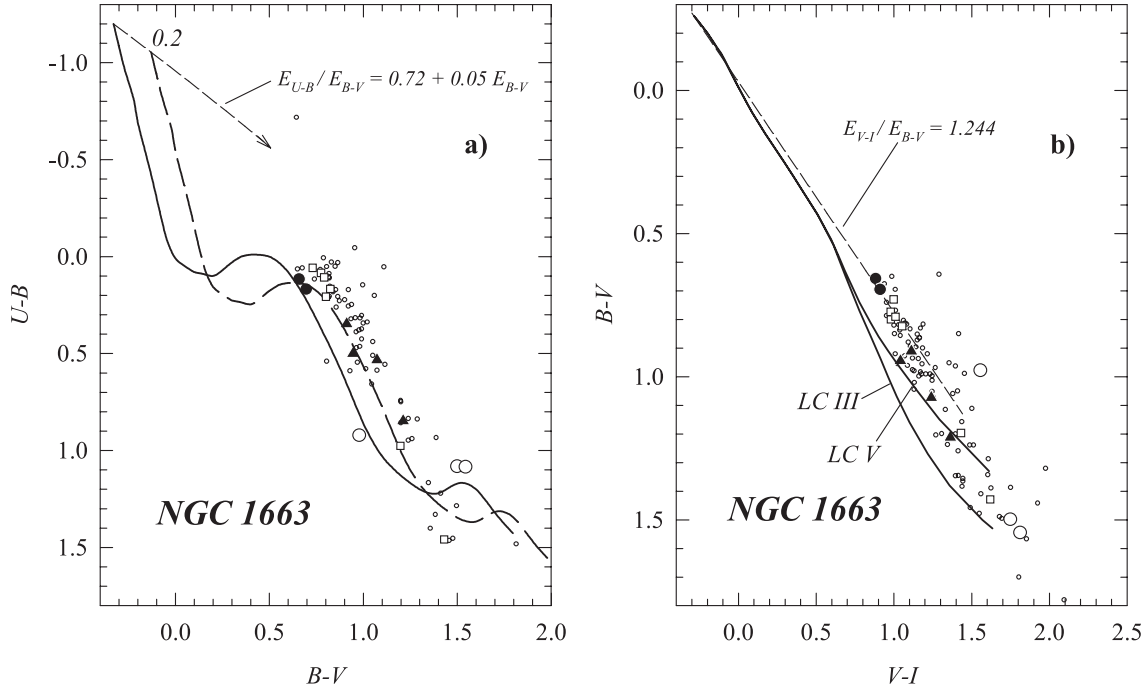 0.2
E_{U-B} / E_{B-V} = 0.72 + 0.05 E_{B-V}
a)
NGC 1663
-1.0
-0.5
0.0
0.5
1.0
1.5
U-B
0.0 0.5 1.0 1.5 2.0
B-V
E_{V-I} / E_{B-V} = 1.244
b)
LC III
LC V
NGC 1663
0.0
0.5
1.0
1.5
B-V
0.0 0.5 1.0 1.5 2.0 2.5
V-I